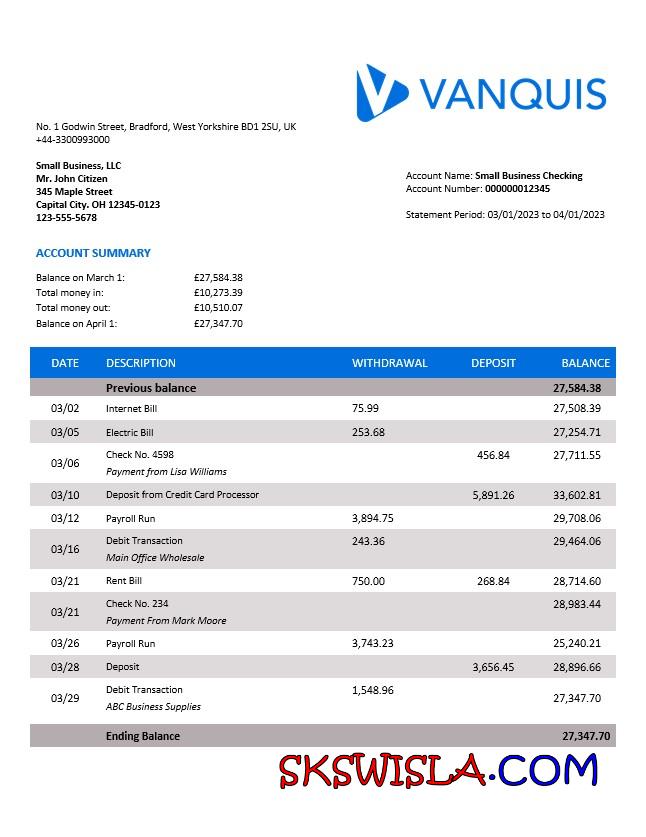 VANQUIS
No. 1 Godwin Street, Bradford, West Yorkshire BD1 2SU, UK
+44-3300993000
Small Business, LLC
Mr. John Citizen
345 Maple Street
Capital City. OH 12345-0123
123-555-5678
Account Name: Small Business Checking
Account Number: 000000012345
Statement Period: 03/01/2023 to 04/01/2023
ACCOUNT SUMMARY
Balance on March 1: £27,584.38
Total money in: £10,273.39
Total money out: £10,510.07
Balance on April 1: £27,347.70
DATE DESCRIPTION WITHDRAWAL DEPOSIT BALANCE
Previous balance 27,584.38
03/02 Internet Bill 75.99 27,508.39
03/05 Electric Bill 253.68 27,254.71
03/06 Check No. 4598 456.84 27,711.55
Payment from Lisa Williams
03/10 Deposit from Credit Card Processor 5,891.26 33,602.81
03/12 Payroll Run 3,894.75 29,708.06
03/16 Debit Transaction 243.36 29,464.06
Main Office Wholesale
03/21 Rent Bill 750.00 268.84 28,714.60
03/21 Check No. 234 28,983.44
Payment From Mark Moore
03/26 Payroll Run 3,743.23 25,240.21
03/28 Deposit 3,656.45 28,896.66
03/29 Debit Transaction 1,548.96 27,347.70
ABC Business Supplies
Ending Balance 27,347.70
SKSWISLA.COM